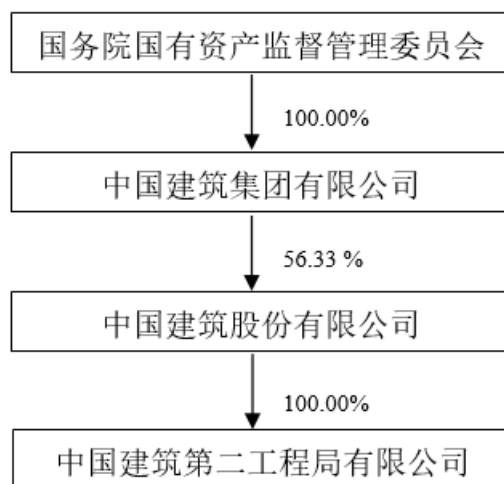 国务院国有资产监督管理委员会
100.00%
中国建筑集团有限公司
56.33 %
中国建筑股份有限公司
100.00%
中国建筑第二工程局有限公司